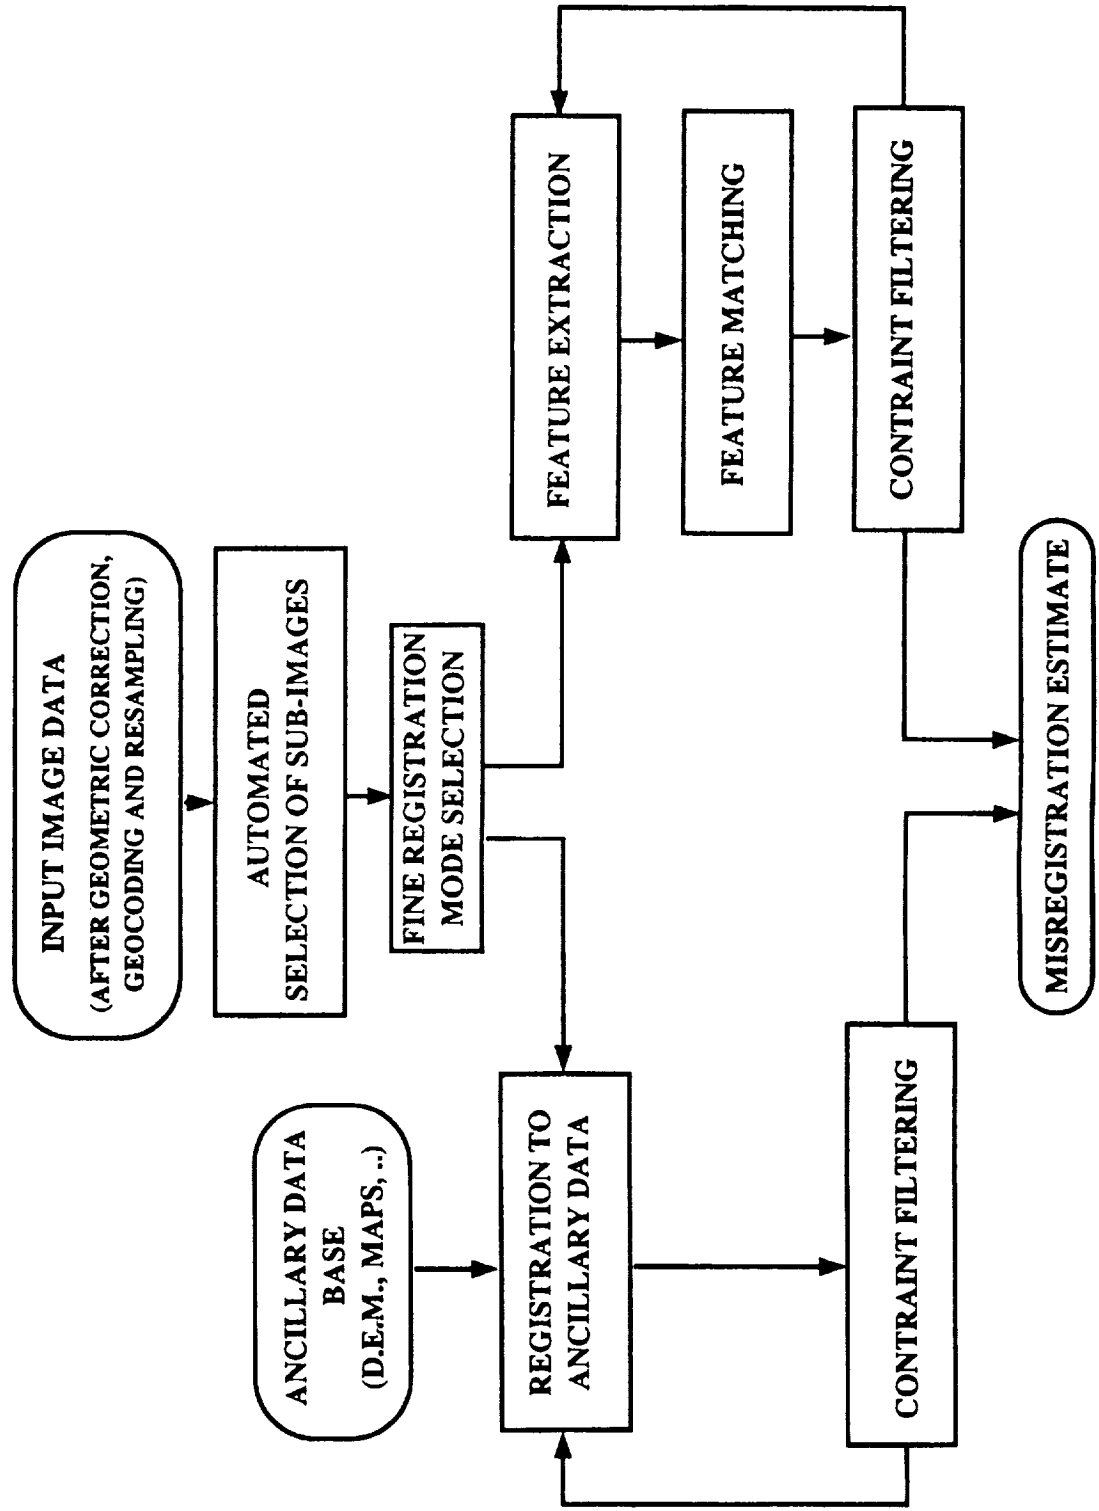 INPUT IMAGE DATA
(AFTER GEOMETRIC CORRECTION,
GEOCODING AND RESAMPLING)
AUTOMATED
SELECTION OF SUB-IMAGES
FINE REGISTRATION
MODE SELECTION
ANCILLARY DATA
BASE
(D.E.M., MAPS, ..)
REGISTRATION TO
ANCILLARY DATA
CONTRAINT FILTERING
FEATURE EXTRACTION
FEATURE MATCHING
CONTRAINT FILTERING
MISREGISTRATION ESTIMATE